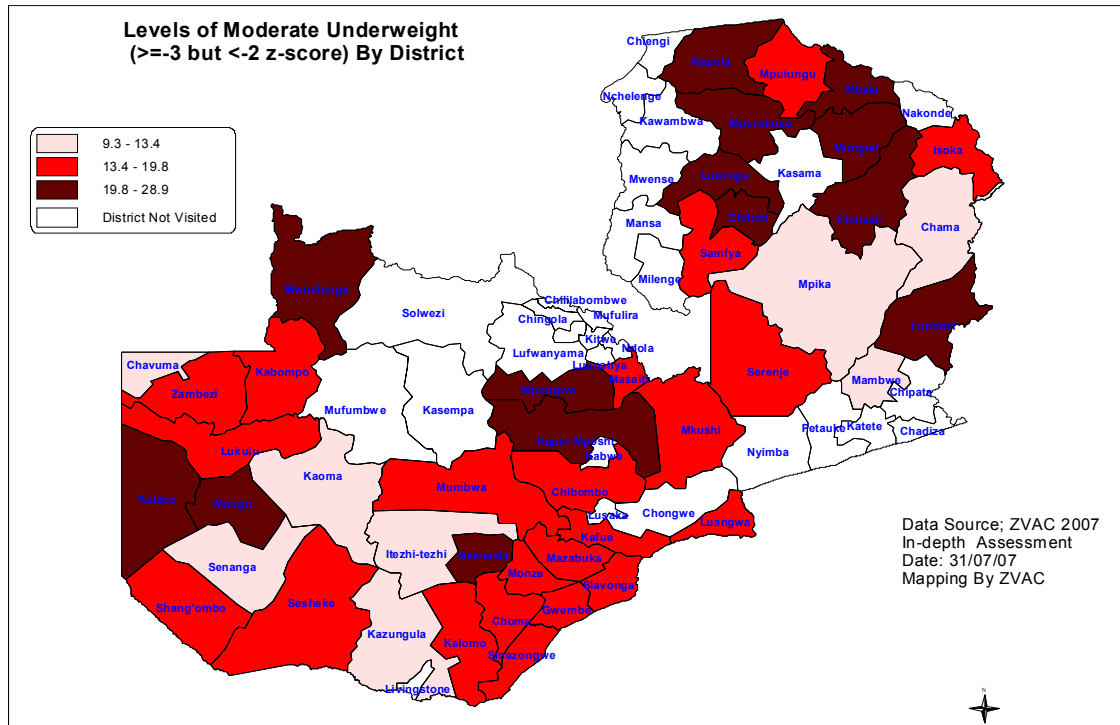 Levels of Moderate Underweight
(>=-3 but <-2 z-score) By District
9.3 - 13.4
13.4 - 19.8
19.8 - 28.9
District Not Visited
Chiengi
Kaputa
Mpulungu
Mbala
Nchelenge
Nakonde
Kawambwa
Mporokoso
Mungwi
Isoka
Kasama
Mwense
Luwingu
Chilubi
Chinsali
Mansa
Chama
Samfya
Milenge
Mpika
Mwinilunga
Solwezi
Chililabombwe
Chingola
Mufulira
Lundazi
Kitwe
Lufwanyama
Ndola
Luanshya
Chavuma
Kabompo
Masaiti
Serenje
Mambwe
Zambezi
Mpongwe
Chipata
Mufumbwe
Kasempa
Mkushi
Petauke
Katete
Chadiza
Kapiri Mposhi
Kabwe
Nyimba
Lukulu
Kaoma
Mumbwa
Chibombo
Kalabo
Mongu
Lusaka
Chongwe
Luangwa
Kafue
Itezhi-tezhi
Namwala
Mazabuka
Senanga
Monze
Siavonga
Shang'ombo
Sesheke
Gwembe
Choma
Kazungula
Kalomo
Sinazongwe
Livingstone
Data Source; ZVAC 2007
In-depth Assessment
Date: 31/07/07
Mapping By ZVAC
N